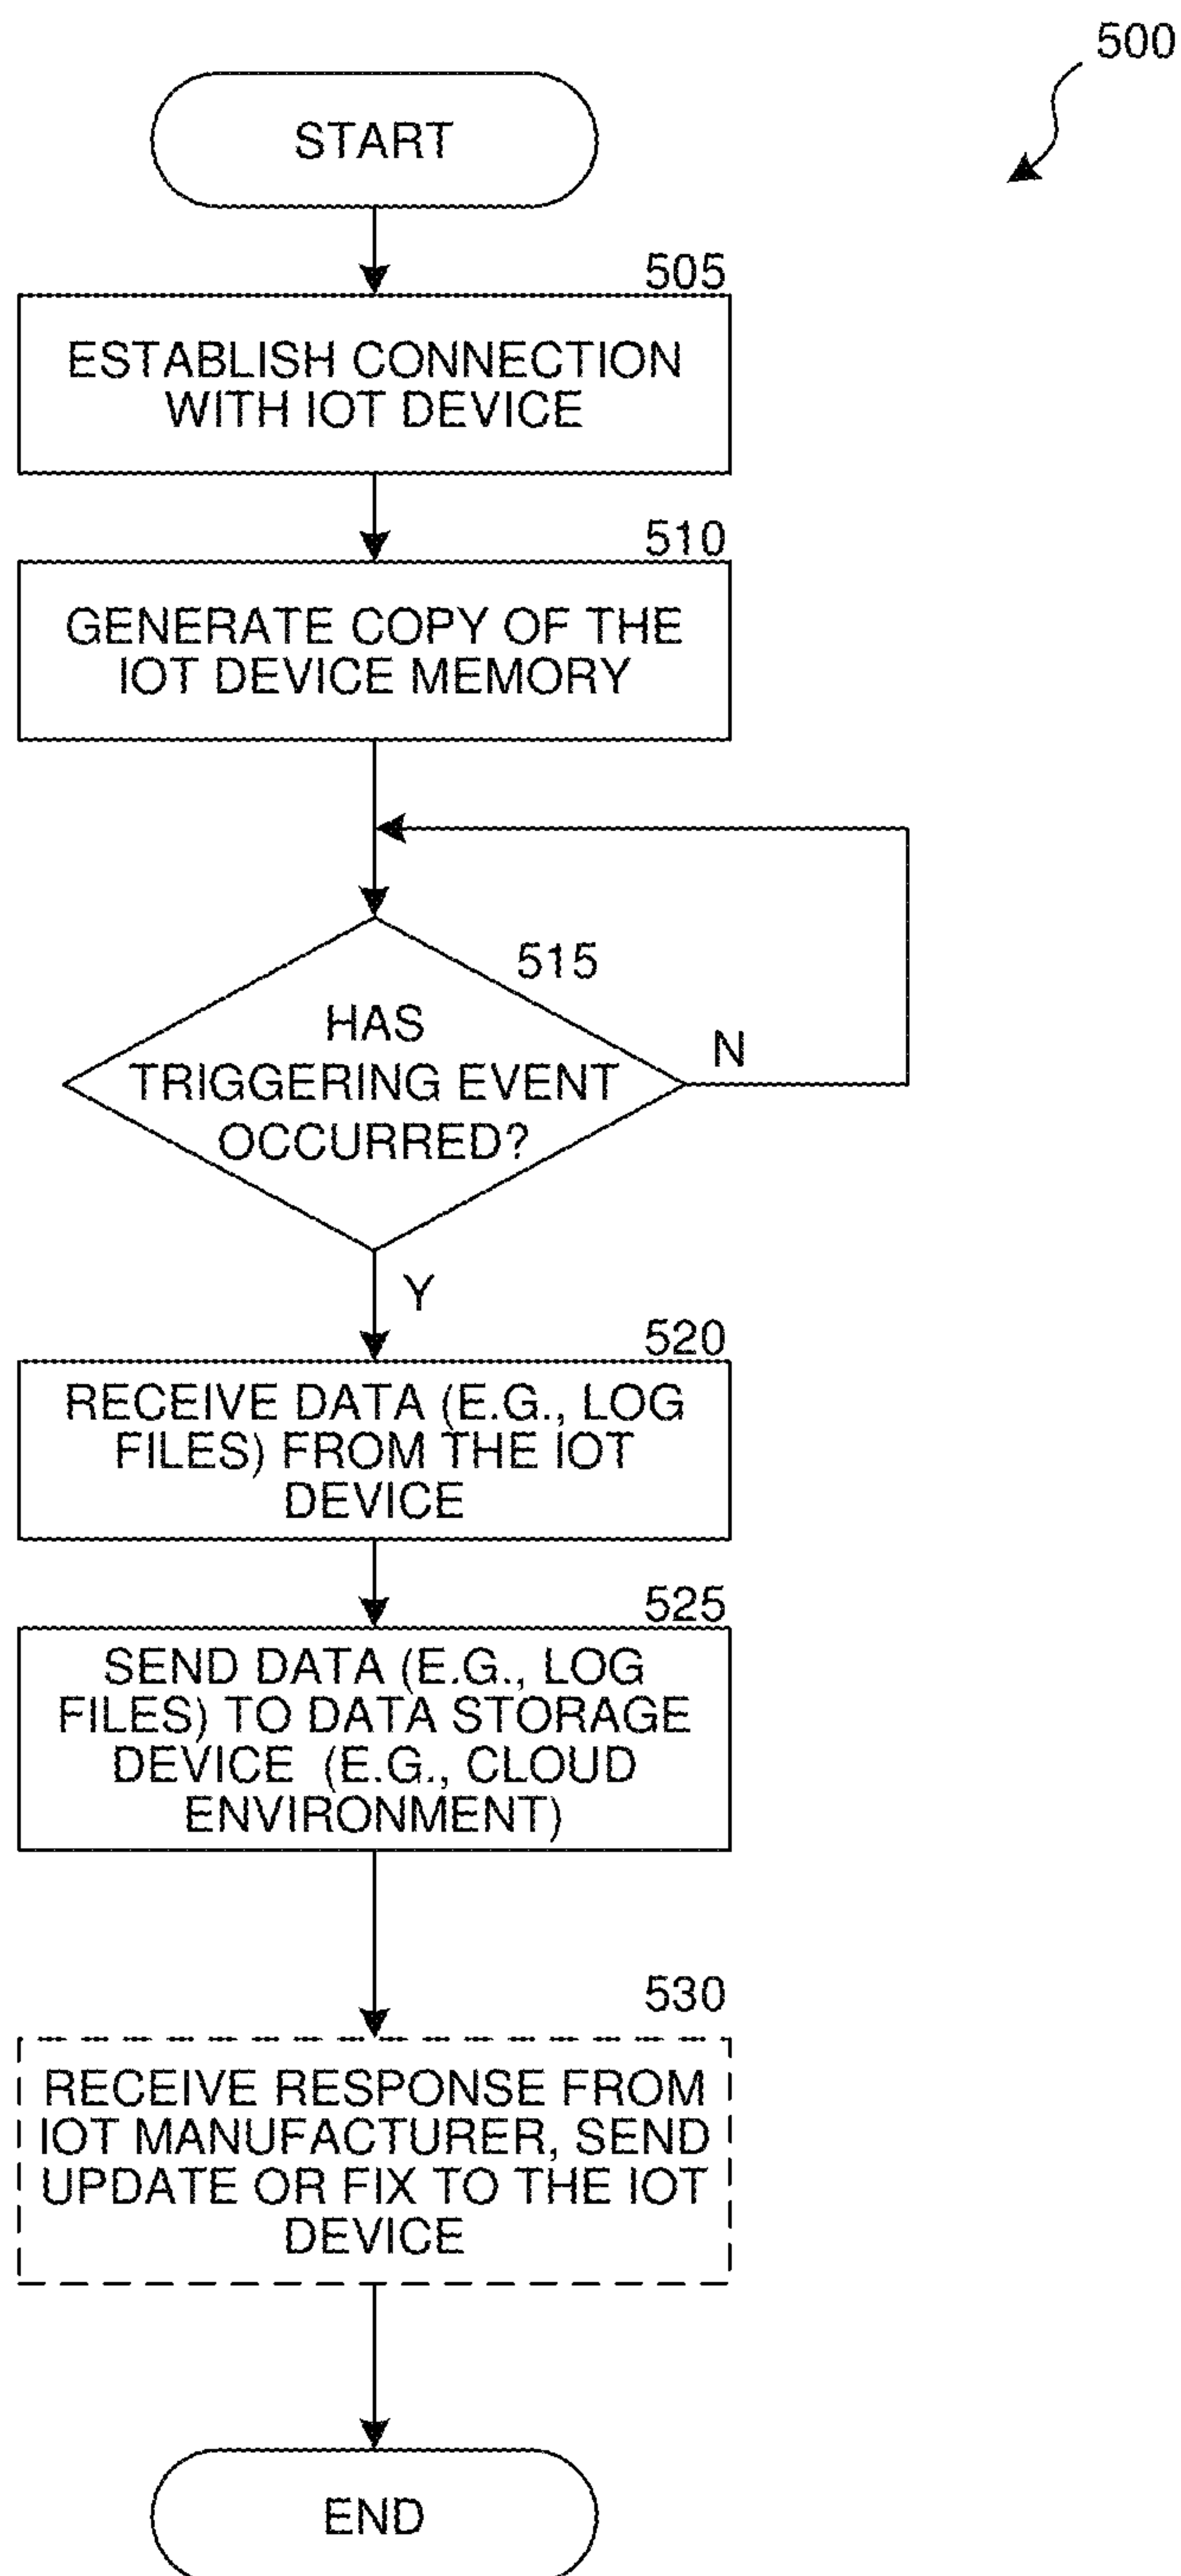 500
START
505
ESTABLISH CONNECTION
WITH IOT DEVICE
510
GENERATE COPY OF THE
IOT DEVICE MEMORY
515
HAS
TRIGGERING EVENT
OCCURRED?
N
Y
520
RECEIVE DATA (E.G., LOG
FILES) FROM THE IOT
DEVICE
525
SEND DATA (E.G., LOG
FILES) TO DATA STORAGE
DEVICE (E.G., CLOUD
ENVIRONMENT)
530
RECEIVE RESPONSE FROM
IOT MANUFACTURER, SEND
UPDATE OR FIX TO THE IOT
DEVICE
END